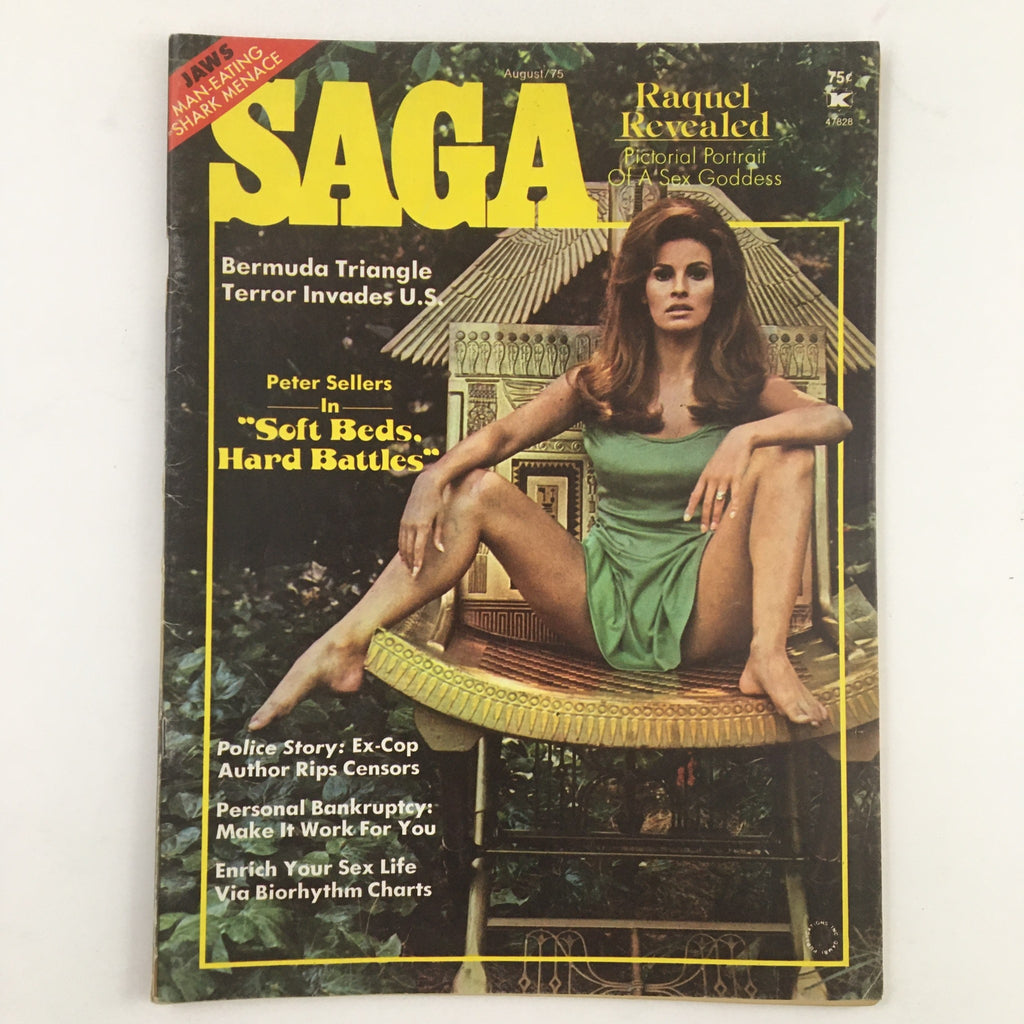 JAWS
MAN-EATING
SHARK MENACE
August/75
SAGA
Raquel
Revealed
Pictorial Portrait
Of A Sex Goddess
75¢
K
47828
Bermuda Triangle
Terror Invades U.S.
Peter Sellers
In
"Soft Beds,
Hard Battles"
Police Story: Ex-Cop
Author Rips Censors
Personal Bankruptcy:
Make It Work For You
Enrich Your Sex Life
Via Biorhythm Charts